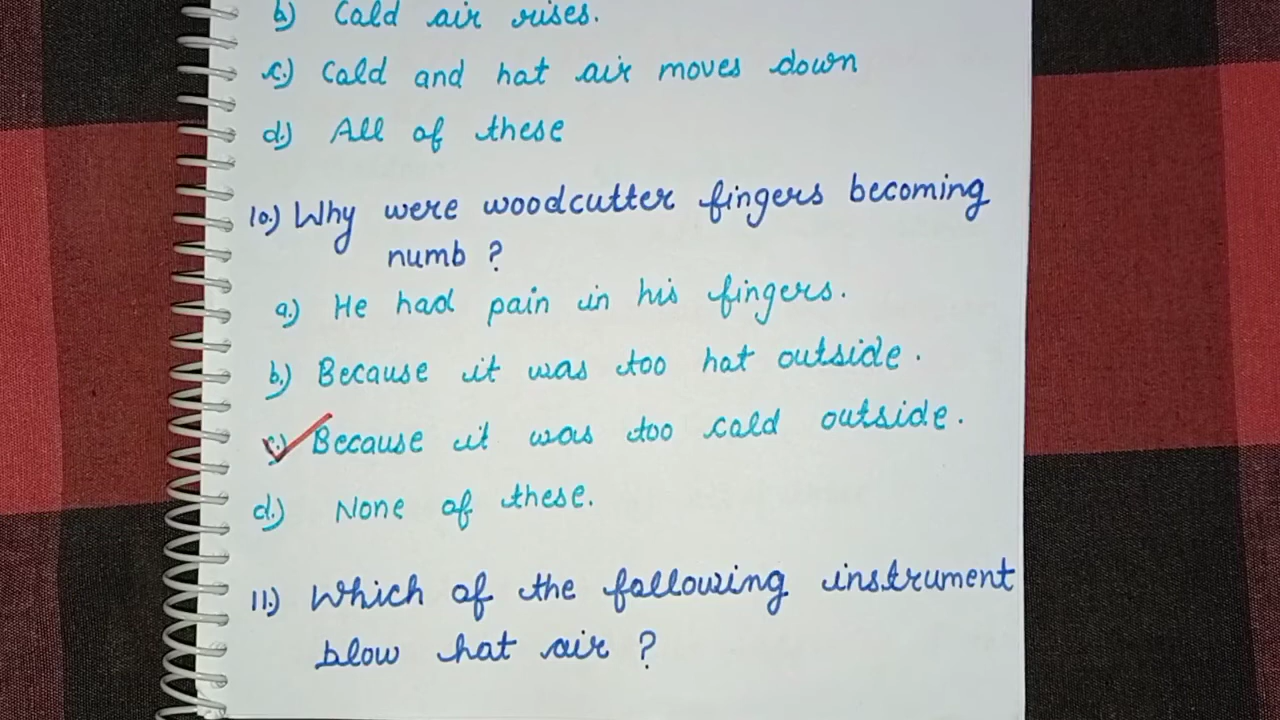 b) Cold air rises.
c.) Cold and hot air moves down
d.) All of these
10.) Why were woodcutter fingers becoming
numb ?
a.) He had pain in his fingers.
b.) Because it was too hot outside.
c.) Because it was too cold outside.
d.) None of these.
11.) Which of the following instrument
blow hot air ?